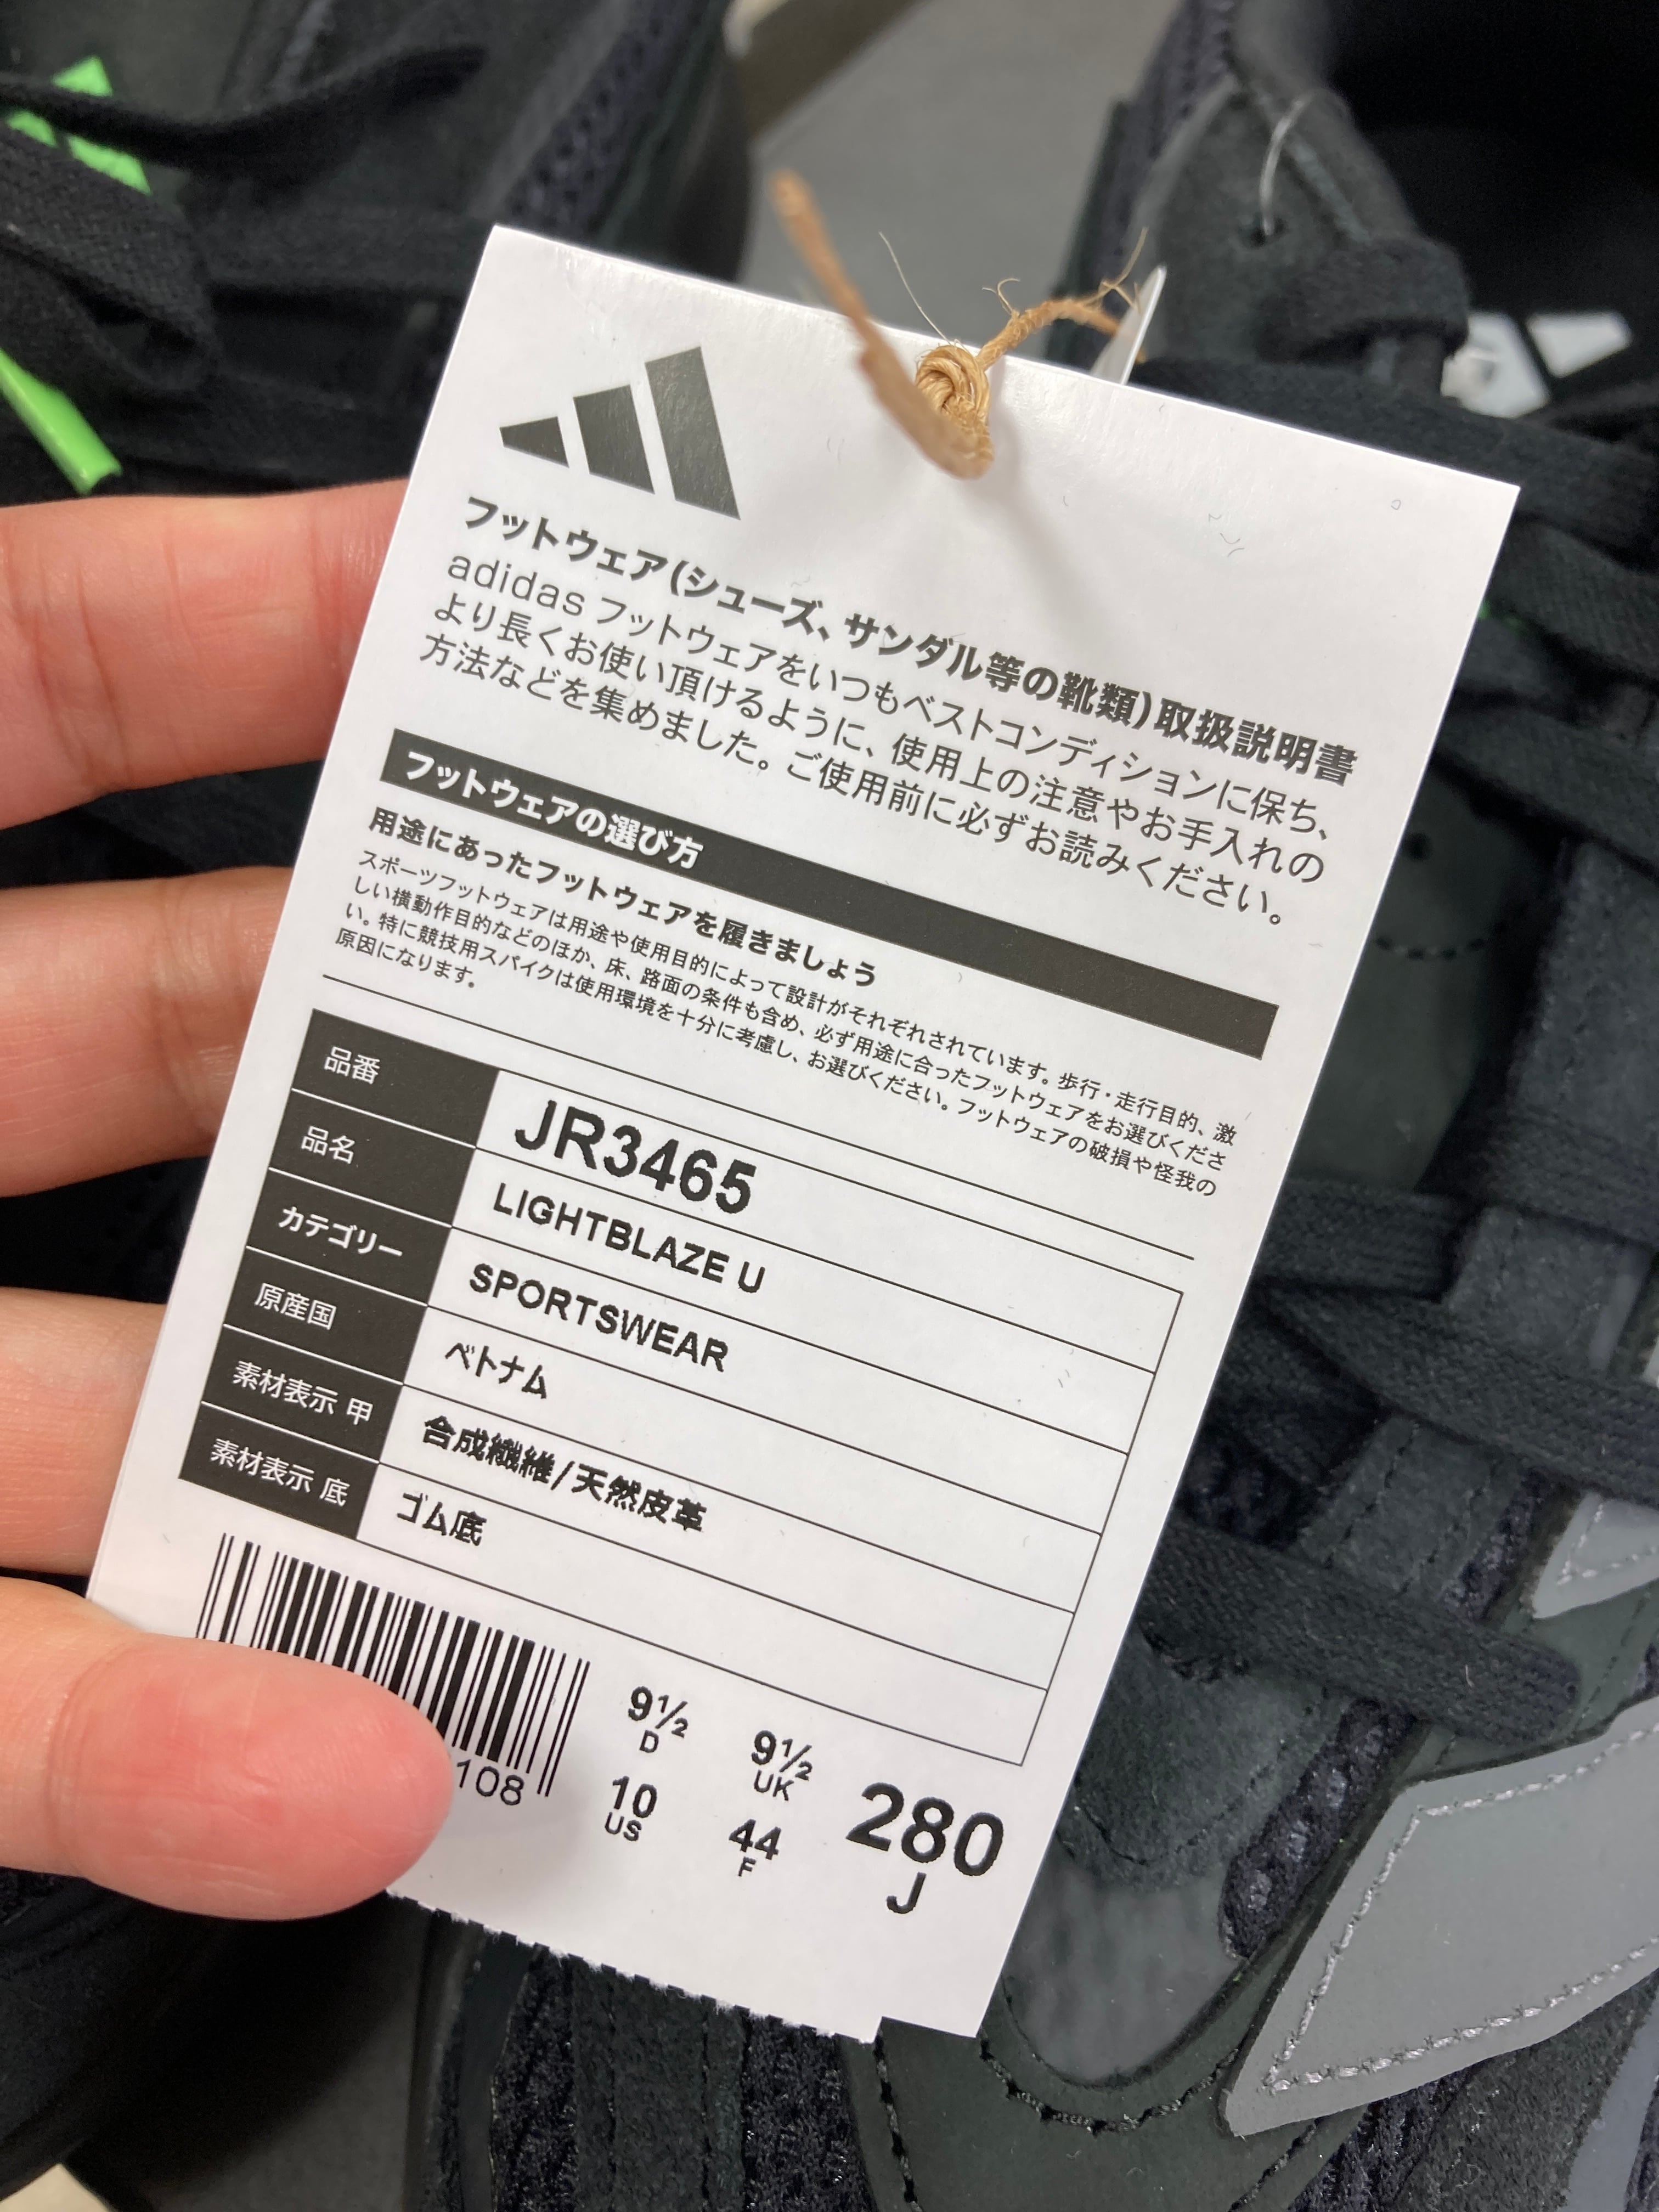 フットウェア(シューズ、サンダル等の靴類)取扱説明書
adidas フットウェアをいつもベストコンディションに保ち、
より長くお使い頂けるように、使用上の注意やお手入れの
方法などを集めました。ご使用前に必ずお読みください。
フットウェアの選び方
用途にあったフットウェアを履きましょう
スポーツフットウェアは用途や使用目的によって設計がそれぞれされています。歩行・走行目的、激
しい横動作目的などのほか、床、路面の条件も含め、必ず用途に合ったフットウェアをお選びくださ
い。特に競技用スパイクは使用環境を十分に考慮し、お選びください。フットウェアの破損や怪我の
原因になります。
品番 JR3465
品名 LIGHTBLAZE U
カテゴリー SPORTSWEAR
原産国 ベトナム
素材表示 甲 合成繊維/天然皮革
素材表示 底 ゴム底
108
9½ D
9½ UK
10 US
44 F
280 J